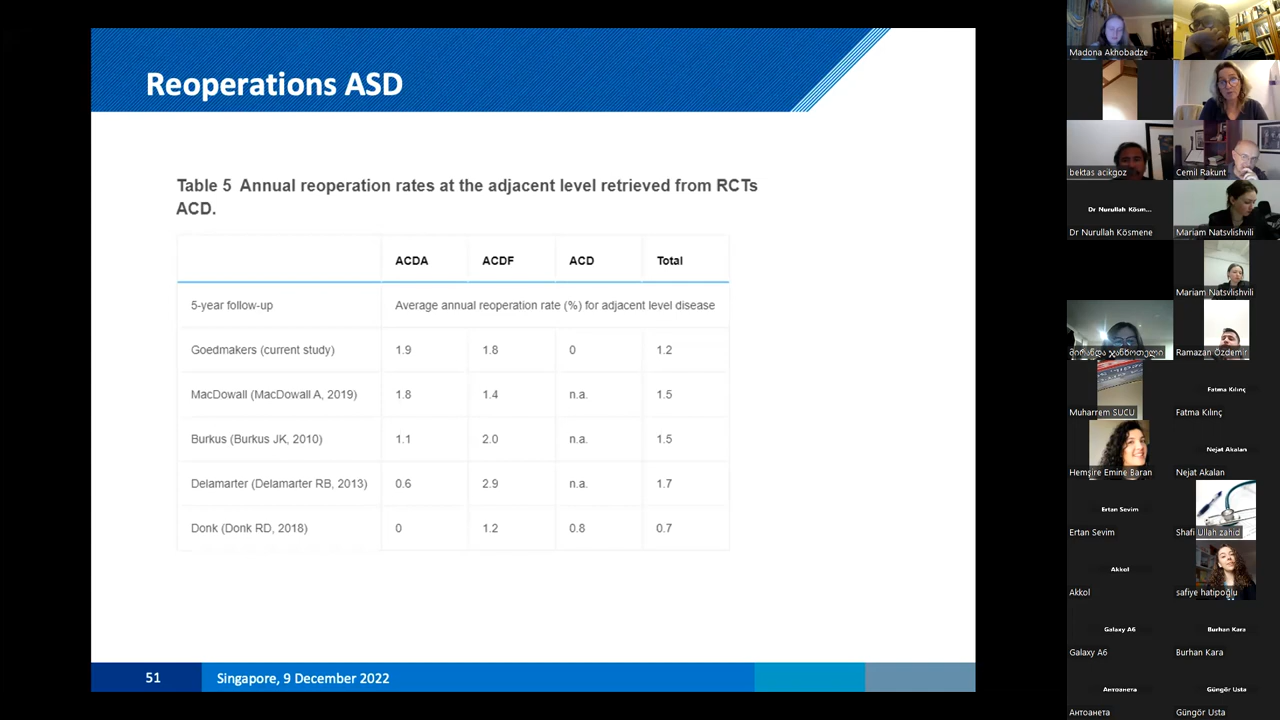 Reoperations ASD
Table 5 Annual reoperation rates at the adjacent level retrieved from RCTs
ACD.
ACDA ACDF ACD Total
5-year follow-up Average annual reoperation rate (%) for adjacent level disease
Goedmakers (current study) 1.9 1.8 0 1.2
MacDowall (MacDowall A, 2019) 1.8 1.4 n.a. 1.5
Burkus (Burkus JK, 2010) 1.1 2.0 n.a. 1.5
Delamarter (Delamarter RB, 2013) 0.6 2.9 n.a. 1.7
Donk (Donk RD, 2018) 0 1.2 0.8 0.7
51 Singapore, 9 December 2022
Madona Akhobadze
bektas acikgoz
Cemil Rakunt
Dr Nurullah Kösm...
Dr Nurullah Kösmene
Mariam Natsvlishvili
Mariam Natsvlishvili
Ramazan Özdemir
Muharrem SUCU
Fatma Kılınç
Fatma Kılınç
Hemşire Emine Baran
Nejat Akalan
Nejat Akalan
Ertan Sevim
Ertan Sevim
Shafi Ullah zahid
Akkol
Akkol
safiye hatipoğlu
Galaxy A6
Galaxy A6
Burhan Kara
Burhan Kara
Антоанета
Антоанета
Güngör Usta
Güngör Usta